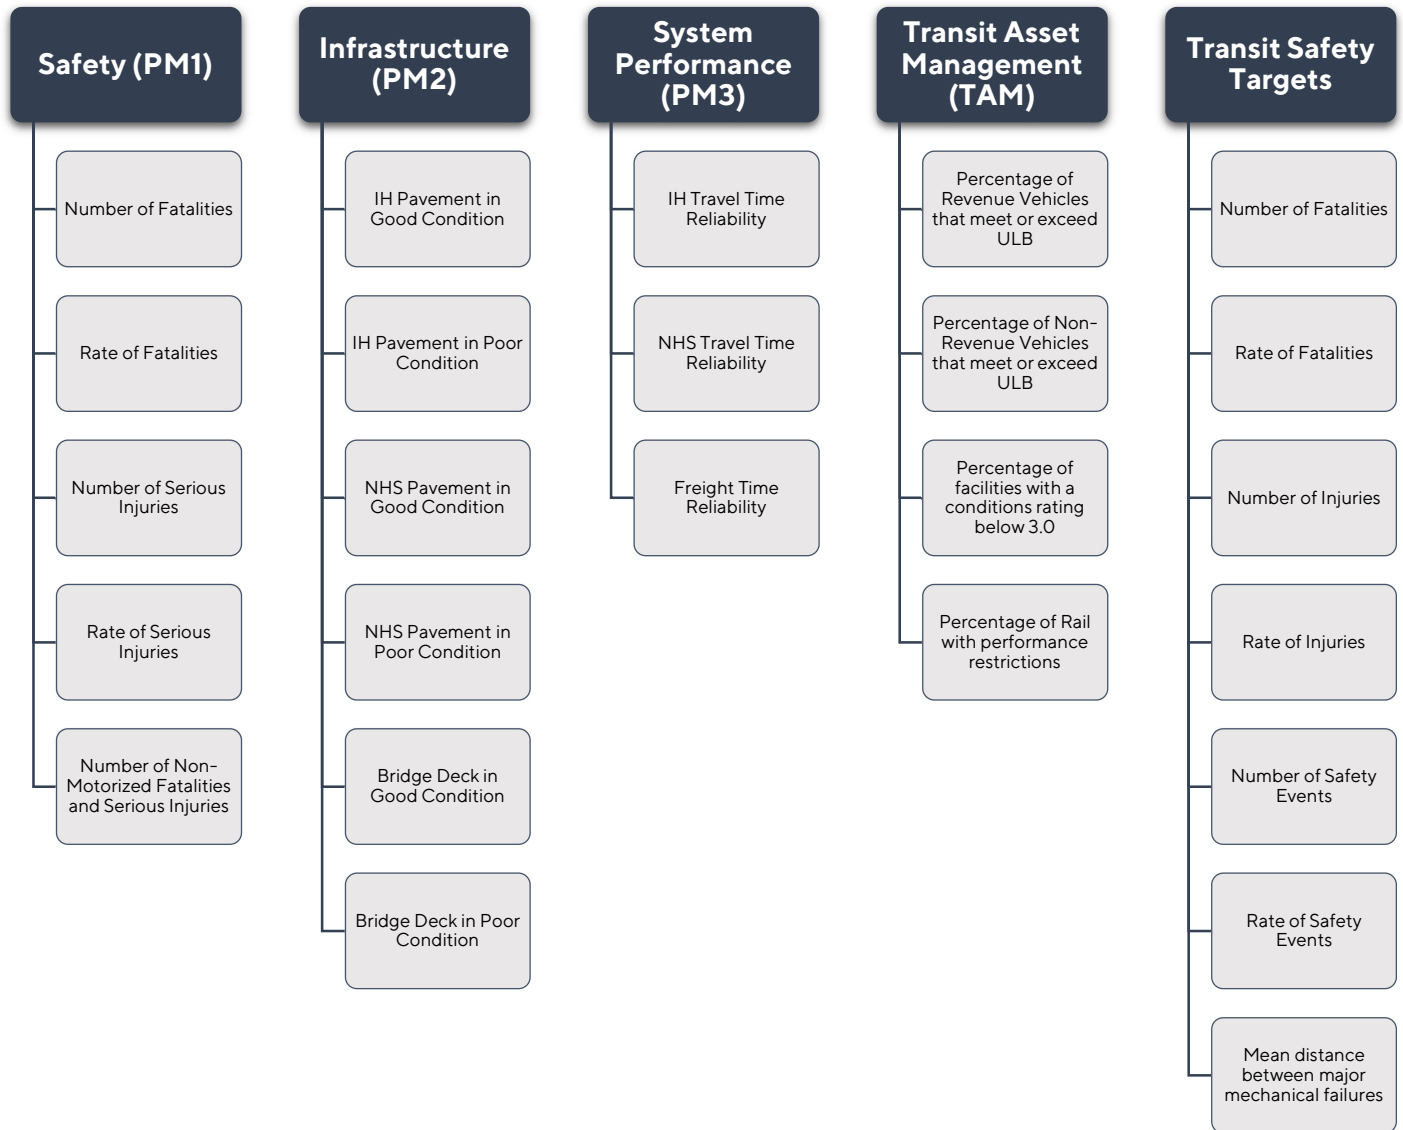 Safety (PM1)
Number of Fatalities
Rate of Fatalities
Number of Serious
Injuries
Rate of Serious
Injuries
Number of Non-
Motorized Fatalities
and Serious Injuries
Infrastructure
(PM2)
IH Pavement in
Good Condition
IH Pavement in Poor
Condition
NHS Pavement in
Good Condition
NHS Pavement in
Poor Condition
Bridge Deck in
Good Condition
Bridge Deck in Poor
Condition
System
Performance
(PM3)
IH Travel Time
Reliability
NHS Travel Time
Reliability
Freight Time
Reliability
Transit Asset
Management
(TAM)
Percentage of
Revenue Vehicles
that meet or exceed
ULB
Percentage of Non-
Revenue Vehicles
that meet or exceed
ULB
Percentage of
facilities with a
conditions rating
below 3.0
Percentage of Rail
with performance
restrictions
Transit Safety
Targets
Number of Fatalities
Rate of Fatalities
Number of Injuries
Rate of Injuries
Number of Safety
Events
Rate of Safety
Events
Mean distance
between major
mechanical failures